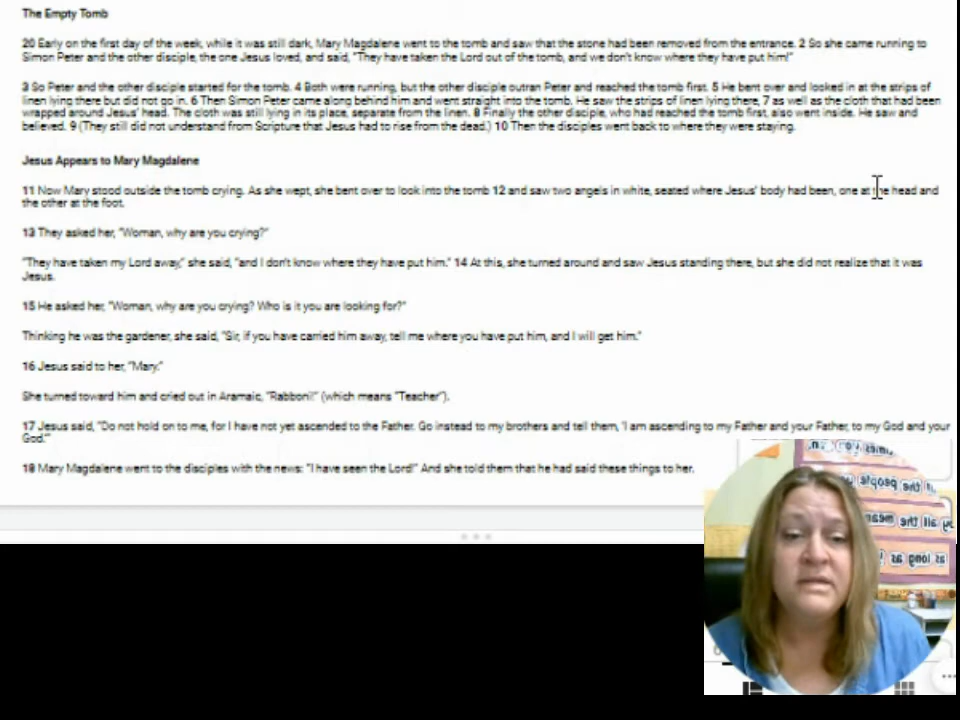 The Empty Tomb
20 Early on the first day of the week, while it was still dark, Mary Magdalene went to the tomb and saw that the stone had been removed from the entrance. 2 So she came running to
Simon Peter and the other disciple, the one Jesus loved, and said, "They have taken the Lord out of the tomb, and we don't know where they have put him!"
3 So Peter and the other disciple started for the tomb. 4 Both were running, but the other disciple outran Peter and reached the tomb first. 5 He bent over and looked in at the strips of
linen lying there but did not go in. 6 Then Simon Peter came along behind him and went straight into the tomb. He saw the strips of linen lying there, 7 as well as the cloth that had been
wrapped around Jesus' head. The cloth was still lying in its place, separate from the linen. 8 Finally the other disciple, who had reached the tomb first, also went inside. He saw and
believed. 9 (They still did not understand from Scripture that Jesus had to rise from the dead.) 10 Then the disciples went back to where they were staying.
Jesus Appears to Mary Magdalene
11 Now Mary stood outside the tomb crying. As she wept, she bent over to look into the tomb 12 and saw two angels in white, seated where Jesus' body had been, one at the head and
the other at the foot.
13 They asked her, "Woman, why are you crying?"
"They have taken my Lord away," she said, "and I don't know where they have put him." 14 At this, she turned around and saw Jesus standing there, but she did not realize that it was
Jesus.
15 He asked her, "Woman, why are you crying? Who is it you are looking for?"
Thinking he was the gardener, she said, "Sir, if you have carried him away, tell me where you have put him, and I will get him."
16 Jesus said to her, "Mary."
She turned toward him and cried out in Aramaic, "Rabboni!" (which means "Teacher").
17 Jesus said, "Do not hold on to me, for I have not yet ascended to the Father. Go instead to my brothers and tell them, 'I am ascending to my Father and your Father, to my God and your
God.'"
18 Mary Magdalene went to the disciples with the news: "I have seen the Lord!" And she told them that he had said these things to her.
the people
all the mean
as long as